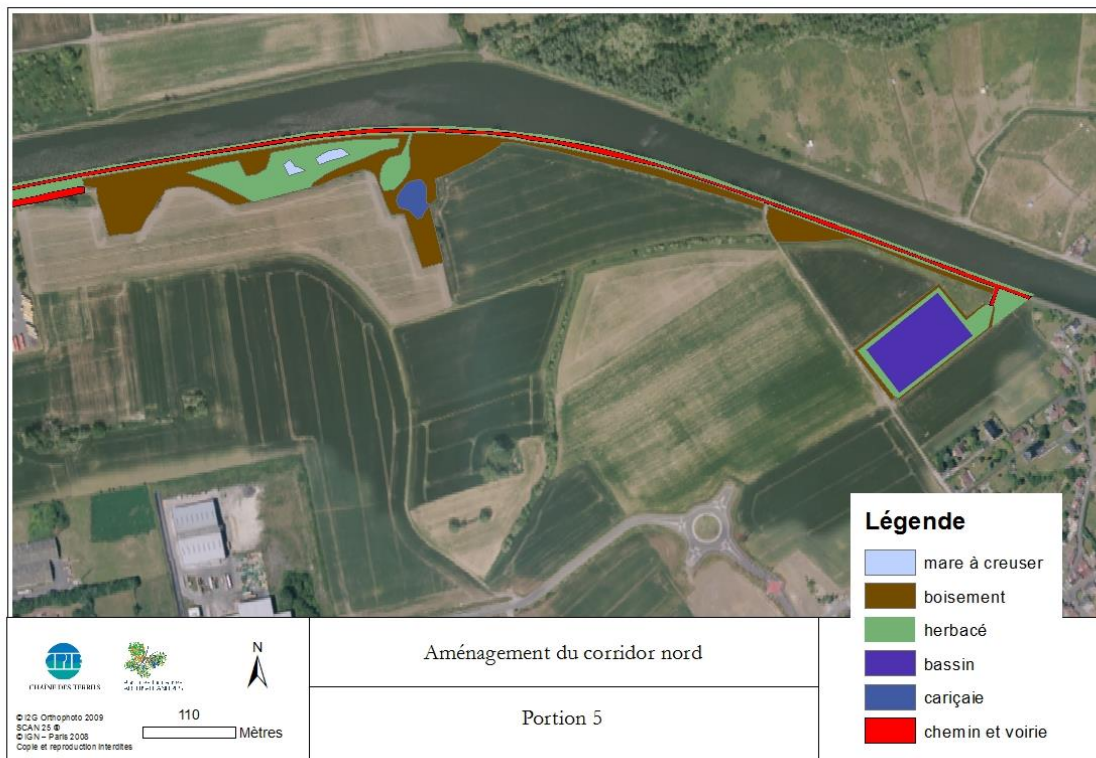 Légende
mare à creuser
boisement
herbacé
bassin
cariçaie
chemin et voirie
CPIE
CHAÎNE DES TERRILS
N
110
Mètres
© I2G Orthophoto 2009
SCAN 25 ©
© IGN – Paris 2008
Copie et reproduction interdites
Aménagement du corridor nord
Portion 5